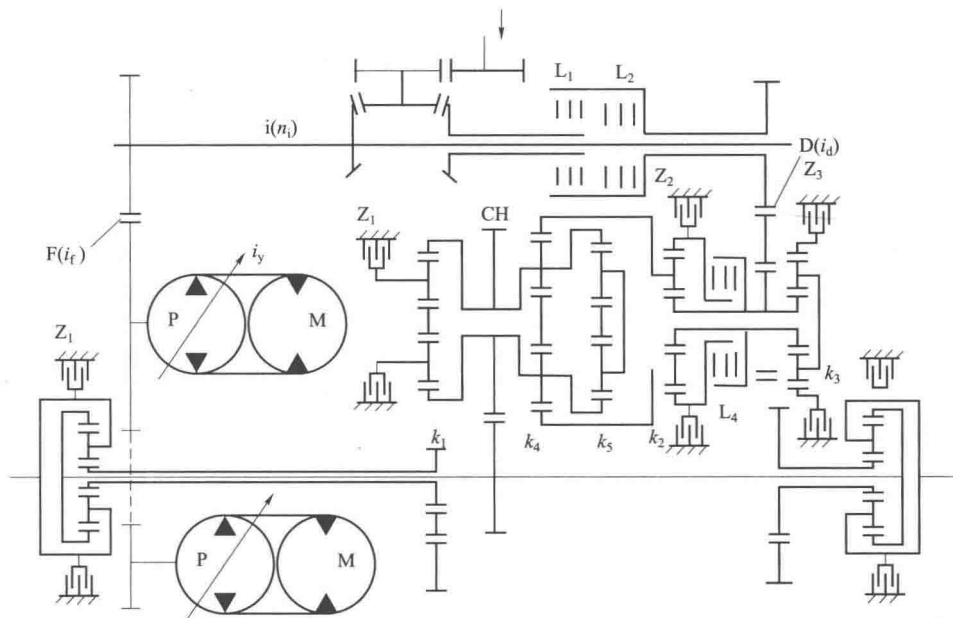 L₁ L₂
i(nᵢ)
D(i_d)
Z₂ Z₃
Z₁ CH
F(i_f)
i_y
P M
Z₁
k₃
L₄
k₁ k₄ k₅ k₂
P M